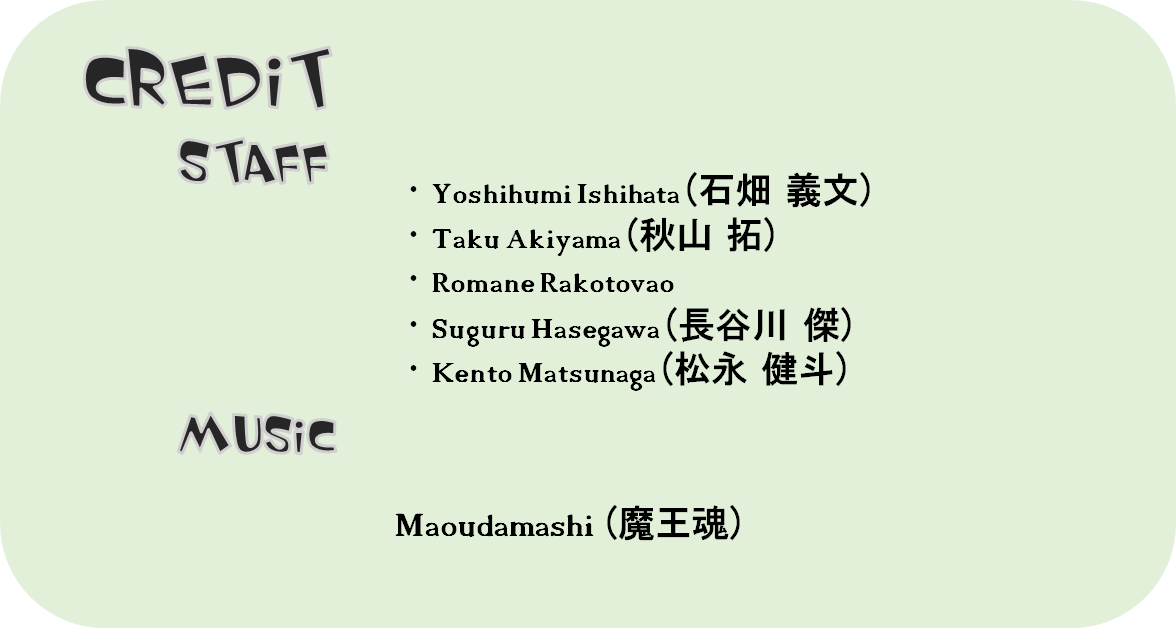 CREDiT
STAFF
・Yoshihumi Ishihata（石畑 義文）
・Taku Akiyama（秋山 拓）
・Romane Rakotovao
・Suguru Hasegawa（長谷川 傑）
・Kento Matsunaga（松永 健斗）
MUSiC
Maoudamashi（魔王魂）